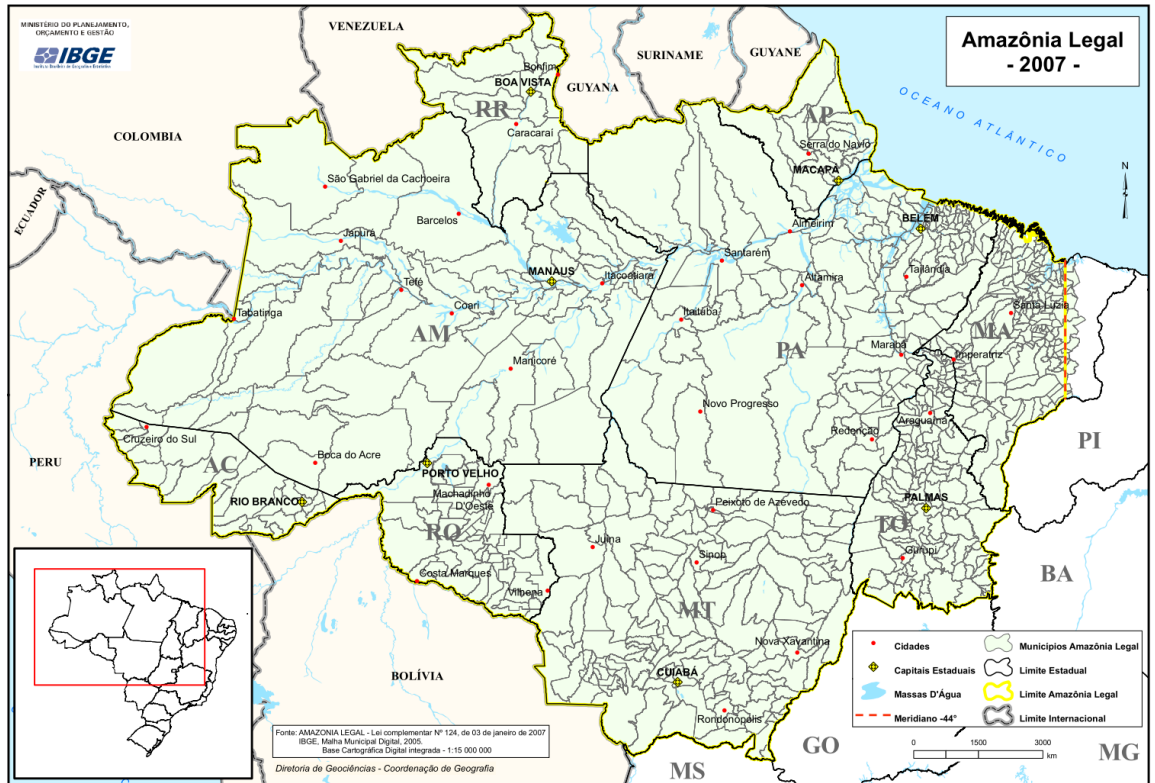 MINISTÉRIO DO PLANEJAMENTO,
ORÇAMENTO E GESTÃO
IBGE
Instituto Brasileiro de Geografia e Estatística
Amazônia Legal
- 2007 -
VENEZUELA
SURINAME
GUYANE
GUYANA
COLOMBIA
ECUADOR
PERU
BOLÍVIA
OCEANO ATLÂNTICO
N
Bonfim
BOA VISTA
RR
Caracaraí
AP
Serra do Navio
MACAPÁ
São Gabriel da Cachoeira
Barcelos
Japurá
Almeirim
BELÉM
Santarém
MANAUS
Itacoatiara
Tailândia
Altamira
Tefé
Coari
Tabatinga
AM
Itaituba
Santa Luzia
MA
PA
Marabá
Imperatriz
Manicoré
Novo Progresso
Araguaína
Redenção
Cruzeiro do Sul
AC
Boca do Acre
PORTO VELHO
PI
RIO BRANCO
Machadinho
D'Oeste
Peixoto de Azevedo
PALMAS
TO
RO
Juína
Sinop
Gurupi
BA
Costa Marques
Vilhena
MT
Nova Xavantina
CUIABÁ
Rondonópolis
GO
MS
MG
Cidades
Capitais Estaduais
Massas D'Água
Meridiano -44°
Municípios Amazônia Legal
Limite Estadual
Limite Amazônia Legal
Limite Internacional
0 1500 3000
km
Fonte: AMAZONIA LEGAL - Lei complementar Nº 124, de 03 de janeiro de 2007
IBGE, Malha Municipal Digital, 2005.
Base Cartográfica Digital integrada - 1:15 000 000
Diretoria de Geociências - Coordenação de Geografia